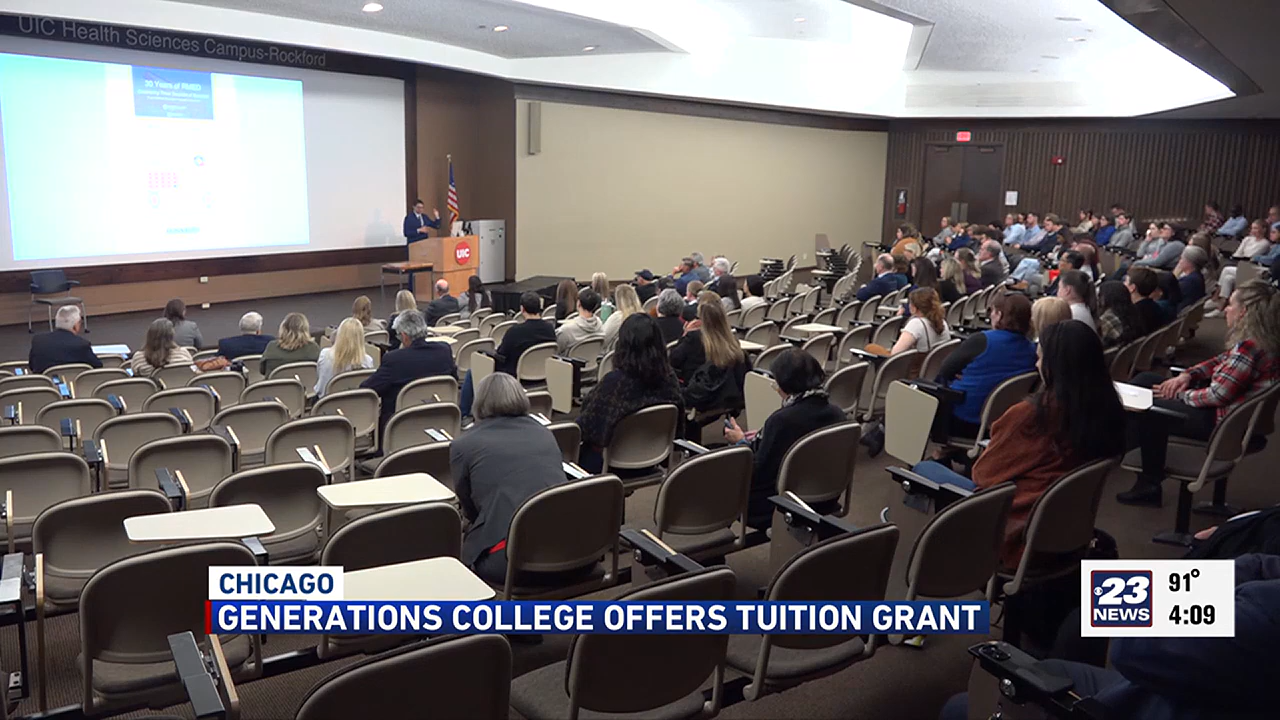 UIC Health Sciences Campus-Rockford
30 Years of RMED
UIC
CHICAGO
GENERATIONS COLLEGE OFFERS TUITION GRANT
23
NEWS
91°
4:09